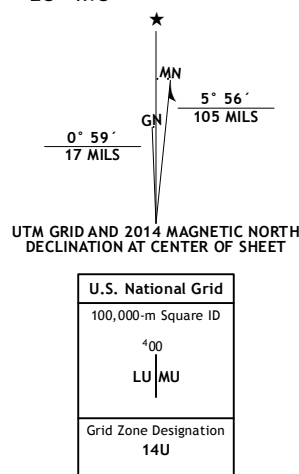 MN
GN
5° 56´
105 MILS
0° 59´
17 MILS
UTM GRID AND 2014 MAGNETIC NORTH
DECLINATION AT CENTER OF SHEET
U.S. National Grid
100,000-m Square ID
⁴00
LU MU
Grid Zone Designation
14U